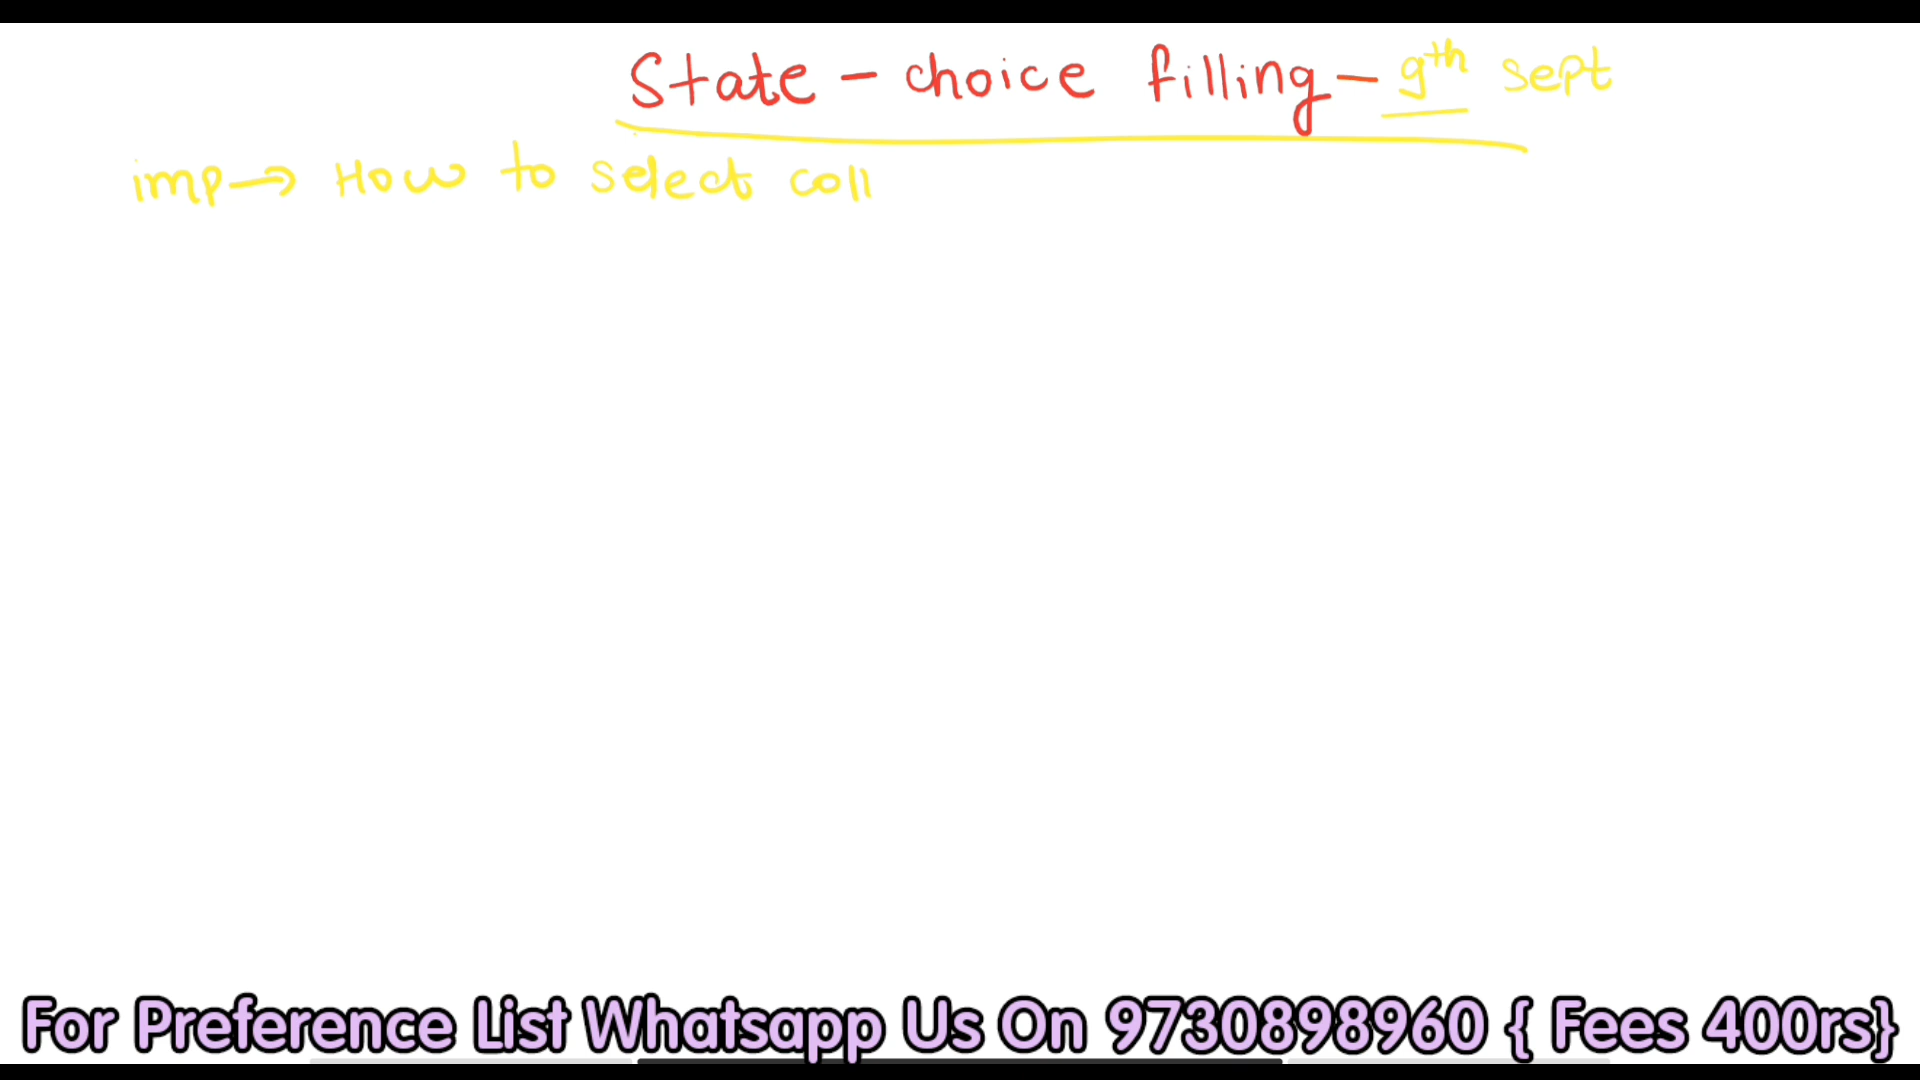 State - choice filling - 9th sept
imp → How to select coll
For Preference List Whatsapp Us On 9730898960 { Fees 400rs}